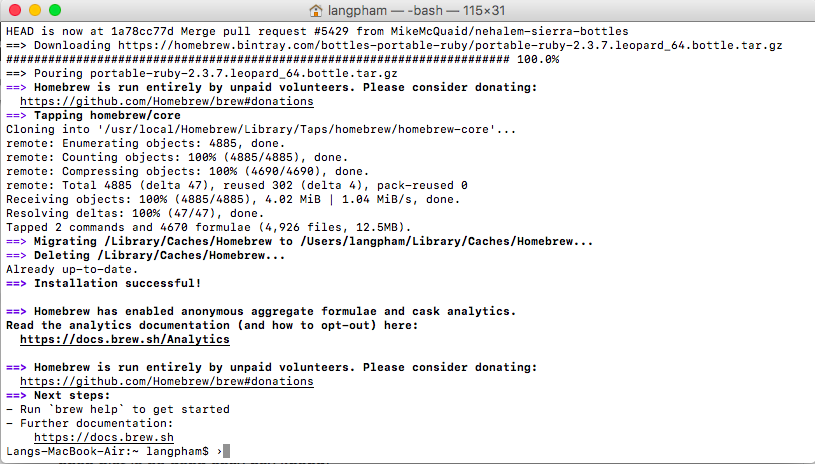 langpham — -bash — 115×31
HEAD is now at 1a78cc77d Merge pull request #5429 from MikeMcQuaid/nehalem-sierra-bottles
==> Downloading https://homebrew.bintray.com/bottles-portable-ruby/portable-ruby-2.3.7.leopard_64.bottle.tar.gz
######################################################################## 100.0%
==> Pouring portable-ruby-2.3.7.leopard_64.bottle.tar.gz
==> Homebrew is run entirely by unpaid volunteers. Please consider donating:
https://github.com/Homebrew/brew#donations
==> Tapping homebrew/core
Cloning into '/usr/local/Homebrew/Library/Taps/homebrew/homebrew-core'...
remote: Enumerating objects: 4885, done.
remote: Counting objects: 100% (4885/4885), done.
remote: Compressing objects: 100% (4690/4690), done.
remote: Total 4885 (delta 47), reused 302 (delta 4), pack-reused 0
Receiving objects: 100% (4885/4885), 4.02 MiB | 1.04 MiB/s, done.
Resolving deltas: 100% (47/47), done.
Tapped 2 commands and 4670 formulae (4,926 files, 12.5MB).
==> Migrating /Library/Caches/Homebrew to /Users/langpham/Library/Caches/Homebrew...
==> Deleting /Library/Caches/Homebrew...
Already up-to-date.
==> Installation successful!
==> Homebrew has enabled anonymous aggregate formulae and cask analytics.
Read the analytics documentation (and how to opt-out) here:
https://docs.brew.sh/Analytics
==> Homebrew is run entirely by unpaid volunteers. Please consider donating:
https://github.com/Homebrew/brew#donations
==> Next steps:
- Run `brew help` to get started
- Further documentation:
https://docs.brew.sh
Langs-MacBook-Air:~ langpham$ ›